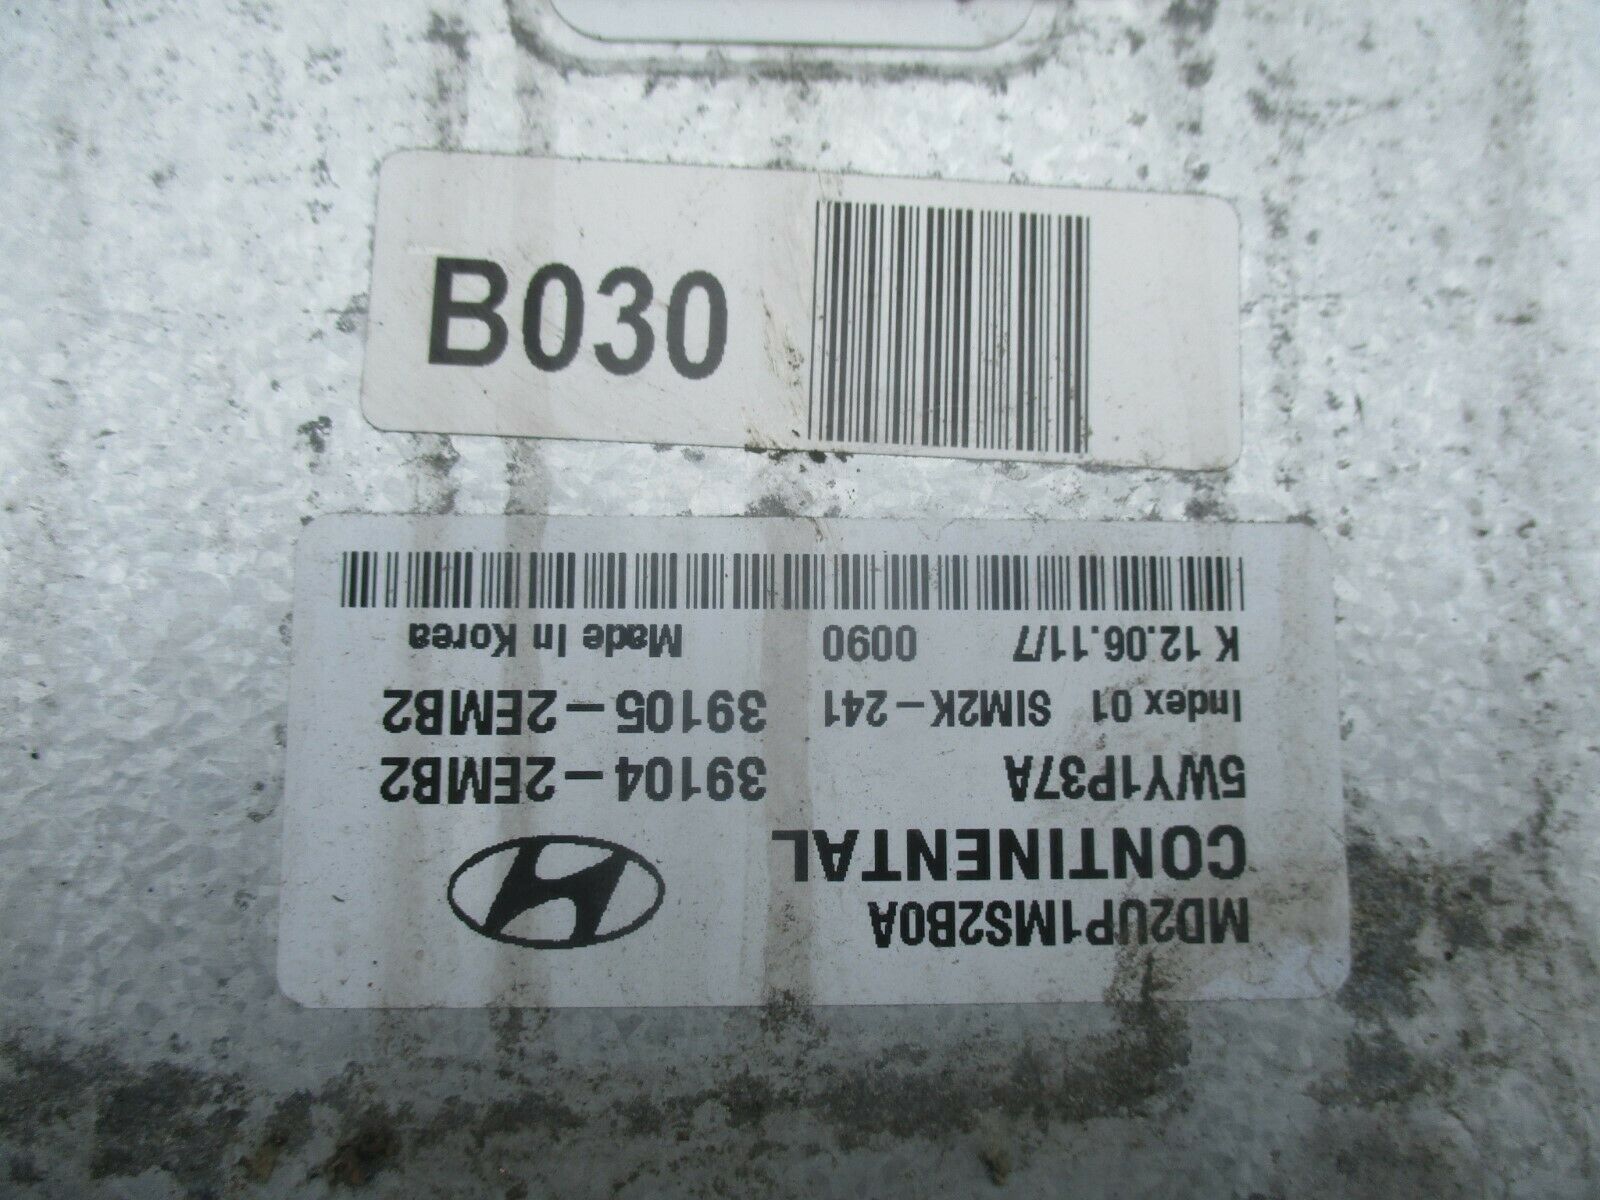 B030
MD2UP1MS2B0A
CONTINENTAL
5WY1P37A 39104-2EMB2
Index 01 SIM2K-241 39105-2EMB2
K 12.06.11/7 0090 Made In Korea